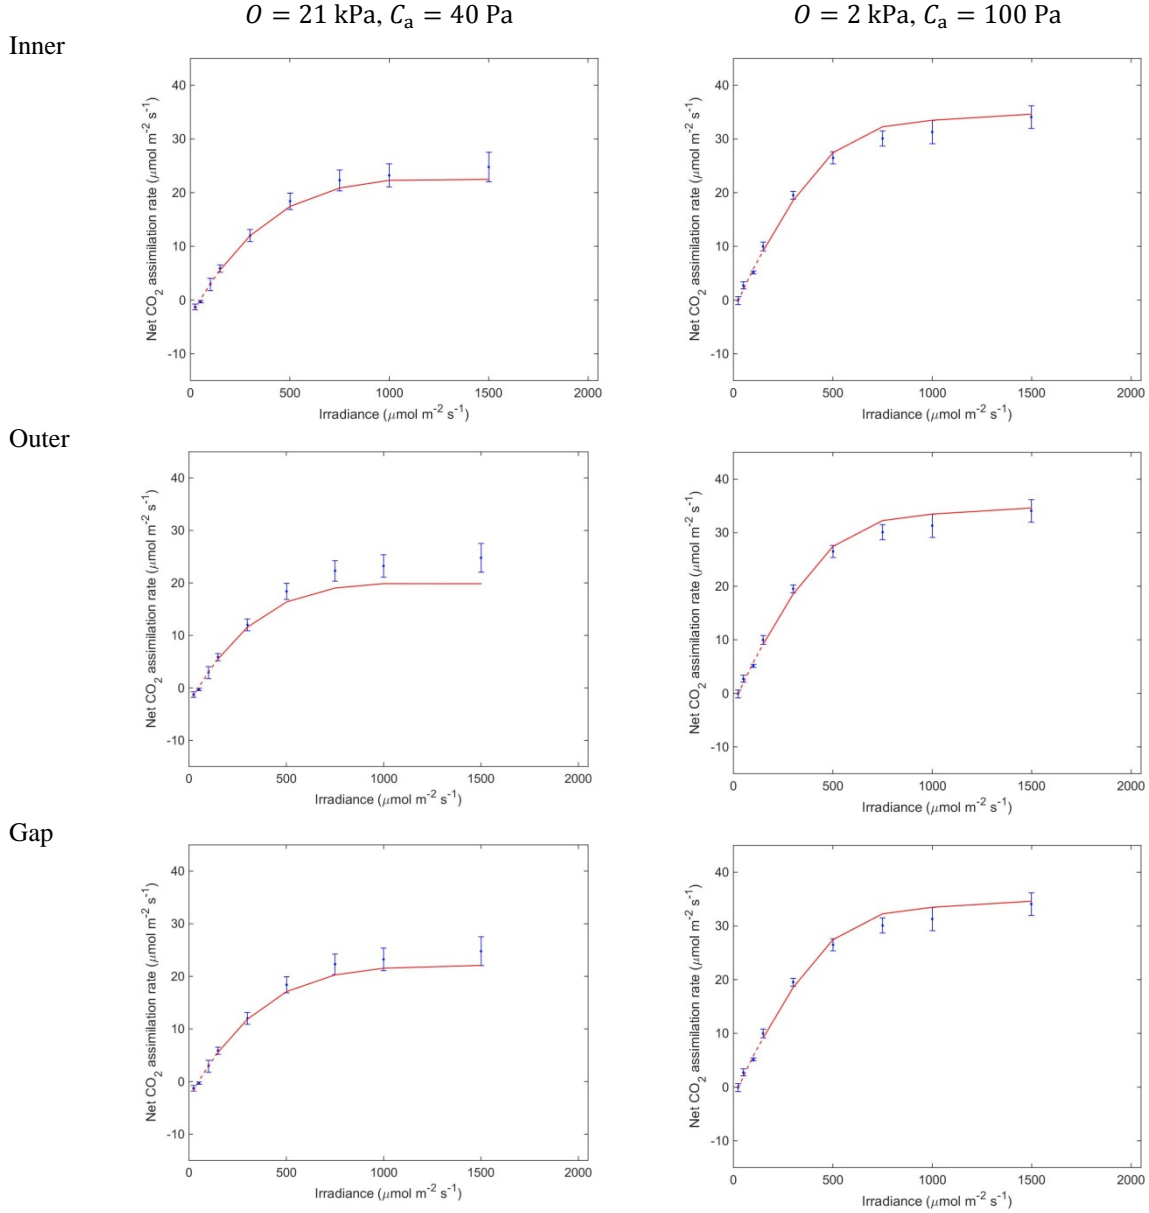 O = 21 kPa, Cₐ = 40 Pa
O = 2 kPa, Cₐ = 100 Pa
Inner
Net CO₂ assimilation rate (μmol m⁻² s⁻¹)
40
30
20
10
0
-10
0 500 1000 1500 2000
Irradiance (μmol m⁻² s⁻¹)
Net CO₂ assimilation rate (μmol m⁻² s⁻¹)
40
30
20
10
0
-10
0 500 1000 1500 2000
Irradiance (μmol m⁻² s⁻¹)
Outer
Net CO₂ assimilation rate (μmol m⁻² s⁻¹)
40
30
20
10
0
-10
0 500 1000 1500 2000
Irradiance (μmol m⁻² s⁻¹)
Net CO₂ assimilation rate (μmol m⁻² s⁻¹)
40
30
20
10
0
-10
0 500 1000 1500 2000
Irradiance (μmol m⁻² s⁻¹)
Gap
Net CO₂ assimilation rate (μmol m⁻² s⁻¹)
40
30
20
10
0
-10
0 500 1000 1500 2000
Irradiance (μmol m⁻² s⁻¹)
Net CO₂ assimilation rate (μmol m⁻² s⁻¹)
40
30
20
10
0
-10
0 500 1000 1500 2000
Irradiance (μmol m⁻² s⁻¹)